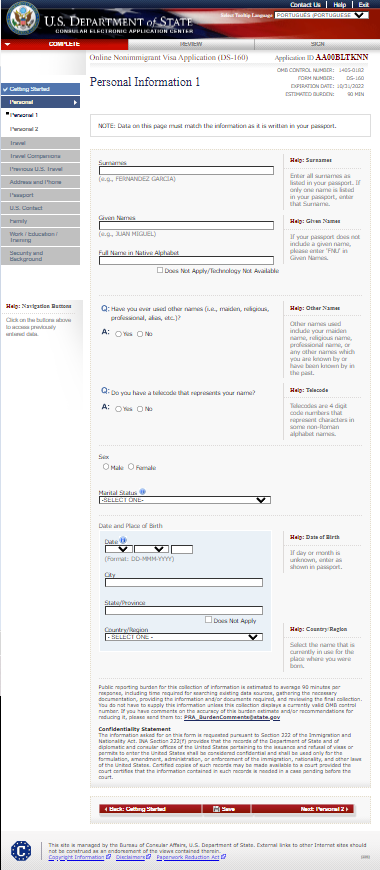 Contact Us | Help | Exit
U.S. DEPARTMENT OF STATE
CONSULAR ELECTRONIC APPLICATION CENTER
Select Tooltip Language PORTUGUÊS (PORTUGUESE)
COMPLETE
REVIEW
SIGN
Online Nonimmigrant Visa Application (DS-160)
Application ID AA00BLTKNN
OMB CONTROL NUMBER: 1405-0182
FORM NUMBER: DS-160
EXPIRATION DATE: 10/31/2022
ESTIMATED BURDEN: 90 MIN
Getting Started
Personal
Personal 1
Personal 2
Travel
Travel Companions
Previous U.S. Travel
Address and Phone
Passport
U.S. Contact
Family
Work / Education /
Training
Security and
Background
Help: Navigation Buttons
Click on the buttons above
to access previously
entered data.
Personal Information 1
NOTE: Data on this page must match the information as it is written in your passport.
Surnames
(e.g., FERNANDEZ GARCIA)
Help: Surnames
Enter all surnames as
listed in your passport. If
only one name is listed
in your passport, enter
that Surname.
Given Names
(e.g., JUAN MIGUEL)
Help: Given Names
If your passport does not
include a given name,
please enter 'FNU' in
Given Names.
Full Name in Native Alphabet
Does Not Apply/Technology Not Available
Q: Have you ever used other names (i.e., maiden, religious,
professional, alias, etc.)?
A: Yes No
Help: Other Names
Other names used
include your maiden
name, religious name,
professional name, or
any other names which
you are known by or
have been known by in
the past.
Q: Do you have a telecode that represents your name?
A: Yes No
Help: Telecode
Telecodes are 4 digit
code numbers that
represent characters in
some non-Roman
alphabet names.
Sex
Male Female
Marital Status
-SELECT ONE-
Date and Place of Birth
Date
(Format: DD-MMM-YYYY)
Help: Date of Birth
If day or month is
unknown, enter as
shown in passport.
City
State/Province
Does Not Apply
Country/Region
- SELECT ONE -
Help: Country/Region
Select the name that is
currently in use for the
place where you were
born.
Public reporting burden for this collection of information is estimated to average 90 minutes per
response, including time required for searching existing data sources, gathering the necessary
documentation, providing the information and/or documents required, and reviewing the final collection.
You do not have to supply this information unless this collection displays a currently valid OMB control
number. If you have comments on the accuracy of this burden estimate and/or recommendations for
reducing it, please send them to: PRA_BurdenComments@state.gov
Confidentiality Statement
The information asked for on this form is requested pursuant to Section 222 of the Immigration and
Nationality Act. INA Section 222(f) provides that the records of the Department of State and of
diplomatic and consular offices of the United States pertaining to the issuance and refusal of visas or
permits to enter the United States shall be considered confidential and shall be used only for the
formulation, amendment, administration, or enforcement of the immigration, nationality, and other laws
of the United States. Certified copies of such records may be made available to a court provided the
court certifies that the information contained in such records is needed in a case pending before the
court.
Back: Getting Started
Save
Next: Personal 2
This site is managed by the Bureau of Consular Affairs, U.S. Department of State. External links to other Internet sites should
not be construed as an endorsement of the views contained therein.
Copyright Information Disclaimers Paperwork Reduction Act